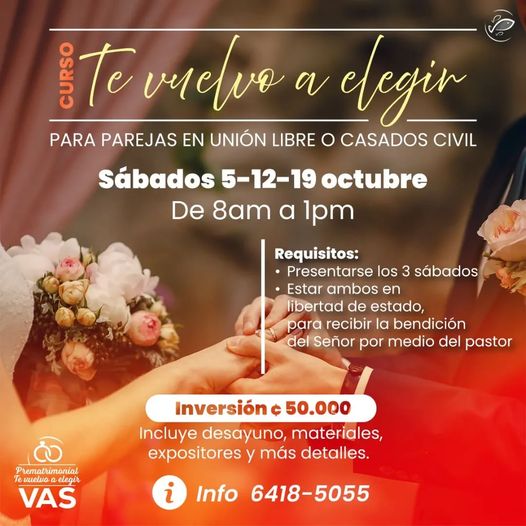 CURSO
Te vuelvo a elegir
PARA PAREJAS EN UNIÓN LIBRE O CASADOS CIVIL
Sábados 5-12-19 octubre
De 8am a 1pm
Requisitos:
• Presentarse los 3 sábados
• Estar ambos en
libertad de estado,
para recibir la bendición
del Señor por medio del pastor
Inversión ₡ 50.000
Incluye desayuno, materiales,
expositores y más detalles.
Prematrimonial
Te vuelvo a elegir
VAS
i Info 6418-5055